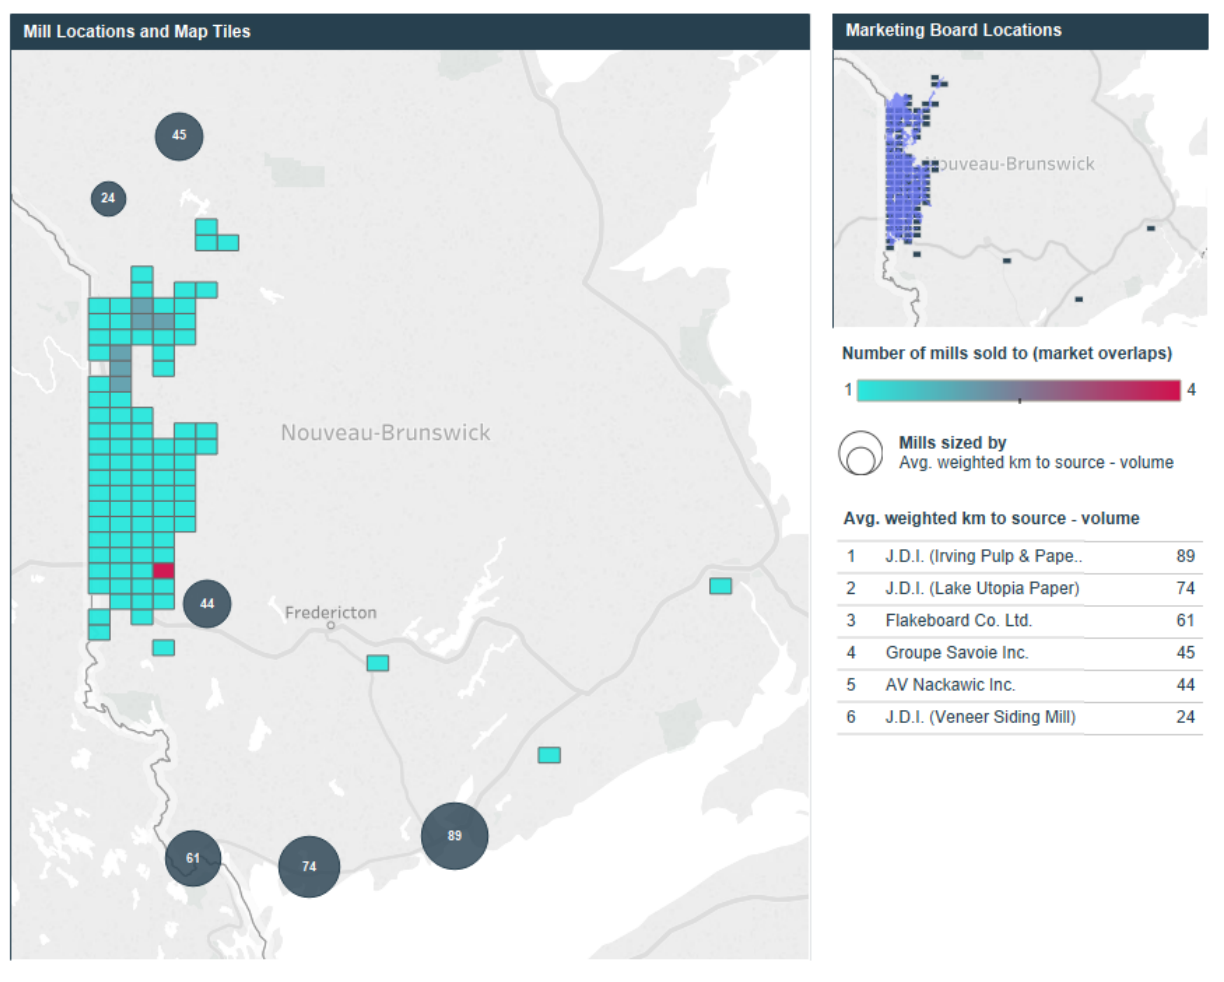 Mill Locations and Map Tiles
45
24
Nouveau-Brunswick
44
Fredericton
89
61
74
Marketing Board Locations
Nouveau-Brunswick
Number of mills sold to (market overlaps)
1 4
Mills sized by
Avg. weighted km to source - volume
Avg. weighted km to source - volume
1 J.D.I. (Irving Pulp & Pape.. 89
2 J.D.I. (Lake Utopia Paper) 74
3 Flakeboard Co. Ltd. 61
4 Groupe Savoie Inc. 45
5 AV Nackawic Inc. 44
6 J.D.I. (Veneer Siding Mill) 24